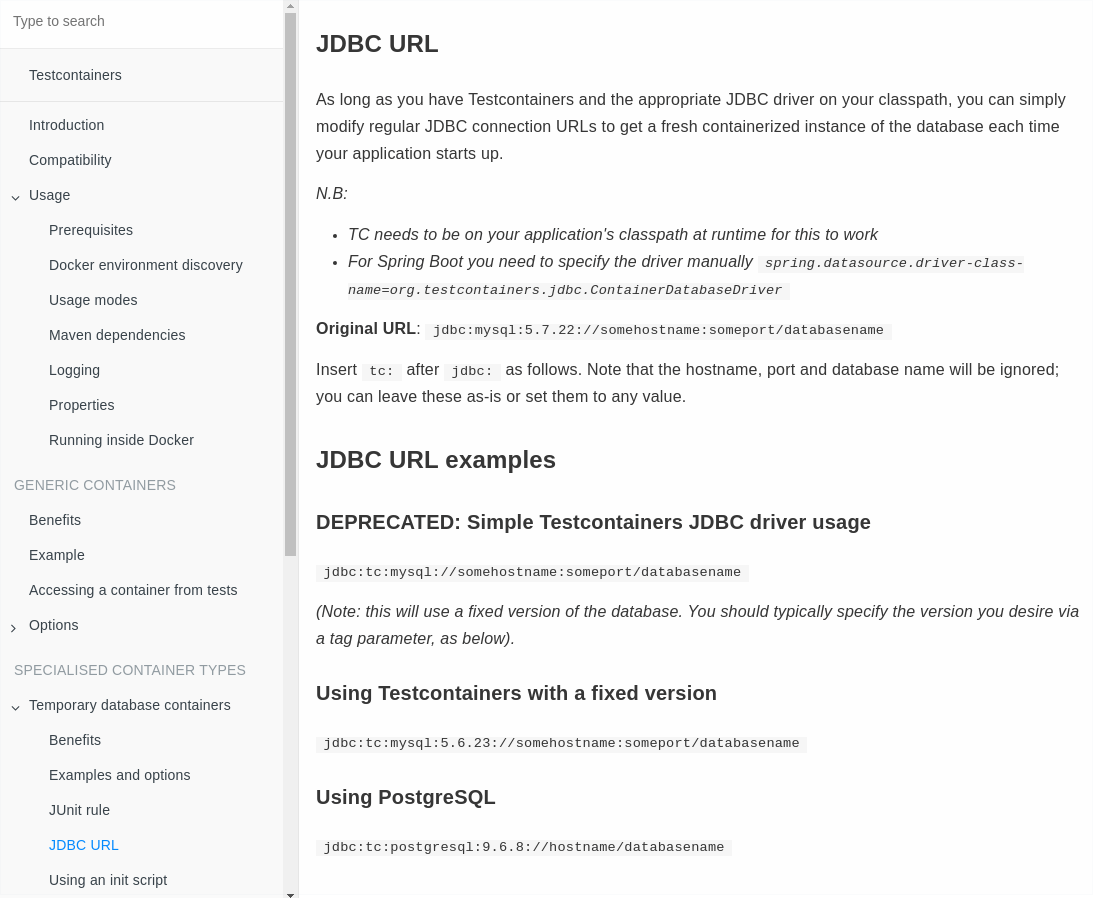 Type to search
Testcontainers
Introduction
Compatibility
Usage
Prerequisites
Docker environment discovery
Usage modes
Maven dependencies
Logging
Properties
Running inside Docker
GENERIC CONTAINERS
Benefits
Example
Accessing a container from tests
Options
SPECIALISED CONTAINER TYPES
Temporary database containers
Benefits
Examples and options
JUnit rule
JDBC URL
Using an init script
JDBC URL
As long as you have Testcontainers and the appropriate JDBC driver on your classpath, you can simply
modify regular JDBC connection URLs to get a fresh containerized instance of the database each time
your application starts up.
N.B:
• TC needs to be on your application's classpath at runtime for this to work
• For Spring Boot you need to specify the driver manually spring.datasource.driver-class-
name=org.testcontainers.jdbc.ContainerDatabaseDriver
Original URL: jdbc:mysql:5.7.22://somehostname:someport/databasename
Insert tc: after jdbc: as follows. Note that the hostname, port and database name will be ignored;
you can leave these as-is or set them to any value.
JDBC URL examples
DEPRECATED: Simple Testcontainers JDBC driver usage
jdbc:tc:mysql://somehostname:someport/databasename
(Note: this will use a fixed version of the database. You should typically specify the version you desire via
a tag parameter, as below).
Using Testcontainers with a fixed version
jdbc:tc:mysql:5.6.23://somehostname:someport/databasename
Using PostgreSQL
jdbc:tc:postgresql:9.6.8://hostname/databasename